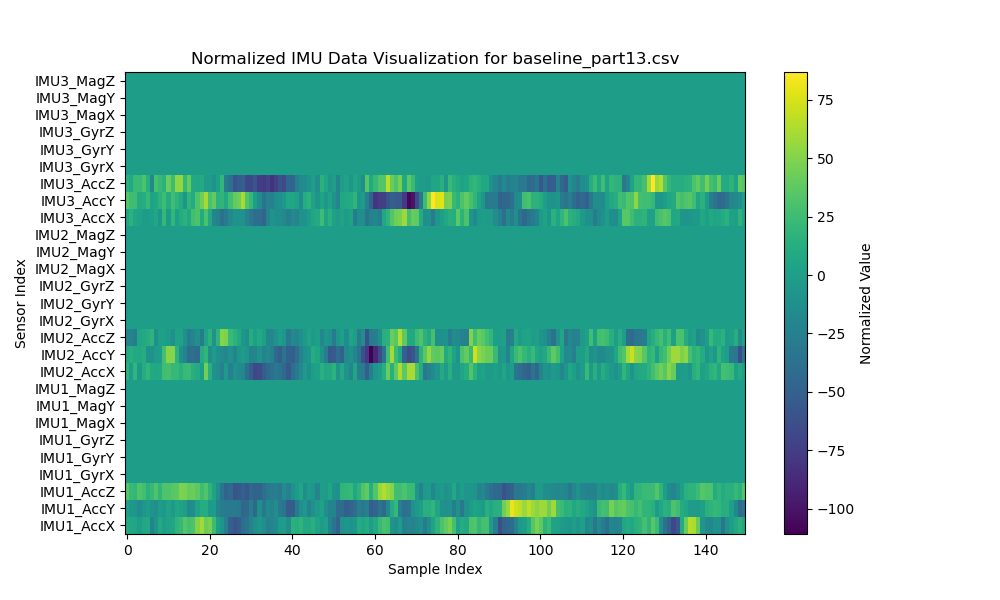 Normalized IMU Data Visualization for baseline_part13.csv
IMU3_MagZ
IMU3_MagY
IMU3_MagX
IMU3_GyrZ
IMU3_GyrY
IMU3_GyrX
IMU3_AccZ
IMU3_AccY
IMU3_AccX
IMU2_MagZ
IMU2_MagY
IMU2_MagX
IMU2_GyrZ
IMU2_GyrY
IMU2_GyrX
IMU2_AccZ
IMU2_AccY
IMU2_AccX
IMU1_MagZ
IMU1_MagY
IMU1_MagX
IMU1_GyrZ
IMU1_GyrY
IMU1_GyrX
IMU1_AccZ
IMU1_AccY
IMU1_AccX
Sensor Index
0 20 40 60 80 100 120 140
Sample Index
75
50
25
0
−25
−50
−75
−100
Normalized Value